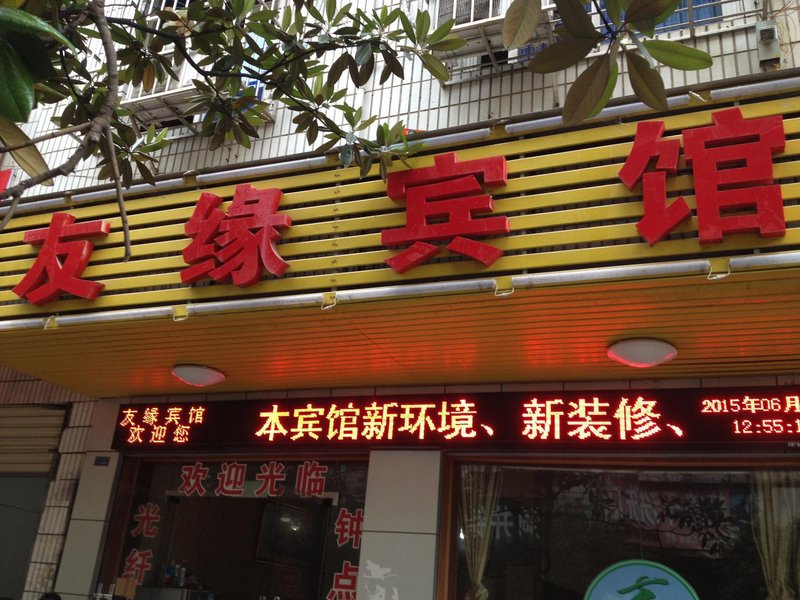 友缘宾馆
友缘宾馆
欢迎您
本宾馆新环境、新装修、
2015年06月
12:55:1
欢迎光临
光纤
钟点